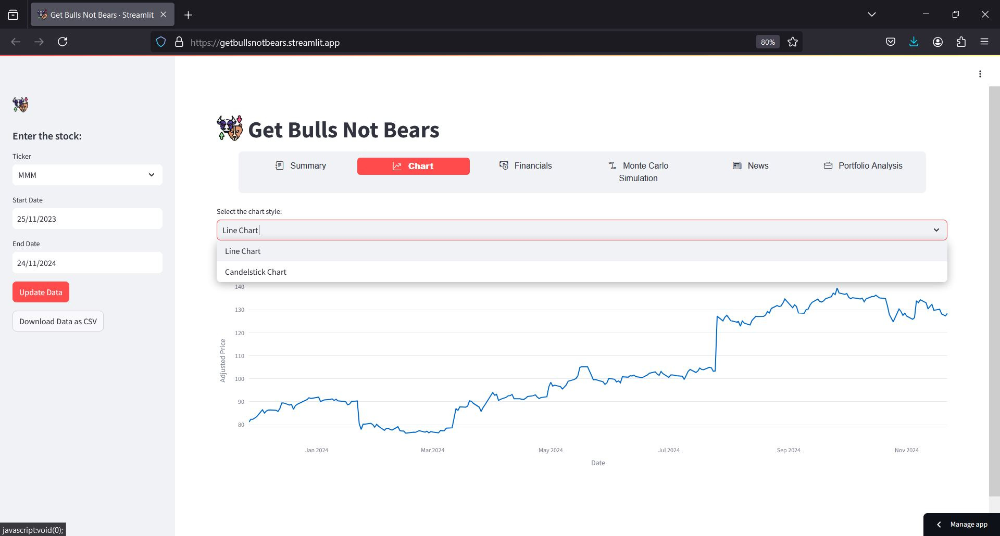 Get Bulls Not Bears · Streamlit
https://getbullsnotbears.streamlit.app
80%
Enter the stock:
Ticker
MMM
Start Date
25/11/2023
End Date
24/11/2024
Update Data
Download Data as CSV
Get Bulls Not Bears
Summary
Chart
Financials
Monte Carlo
Simulation
News
Portfolio Analysis
Select the chart style:
Line Chart
Line Chart
Candelstick Chart
140
130
120
110
100
90
80
Adjusted Price
Jan 2024
Mar 2024
May 2024
Jul 2024
Sep 2024
Nov 2024
Date
Manage app
javascript:void(0);